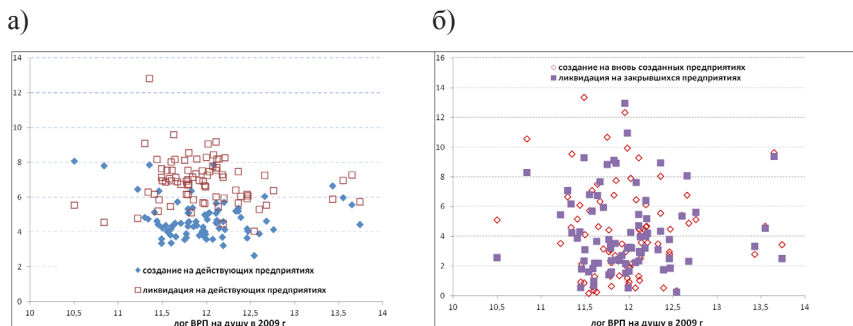 а)
б)
14
12
10
8
6
4
2
0
10 10,5 11 11,5 12 12,5 13 13,5 14
создание на действующих предприятиях
ликвидация на действующих предприятиях
лог ВРП на душу в 2009 г
16
14
12
10
8
6
4
2
0
10 10,5 11 11,5 12 12,5 13 13,5 14
создание на вновь созданных предприятиях
ликвидация на закрывшихся предприятиях
лог ВРП на душу в 2009 г